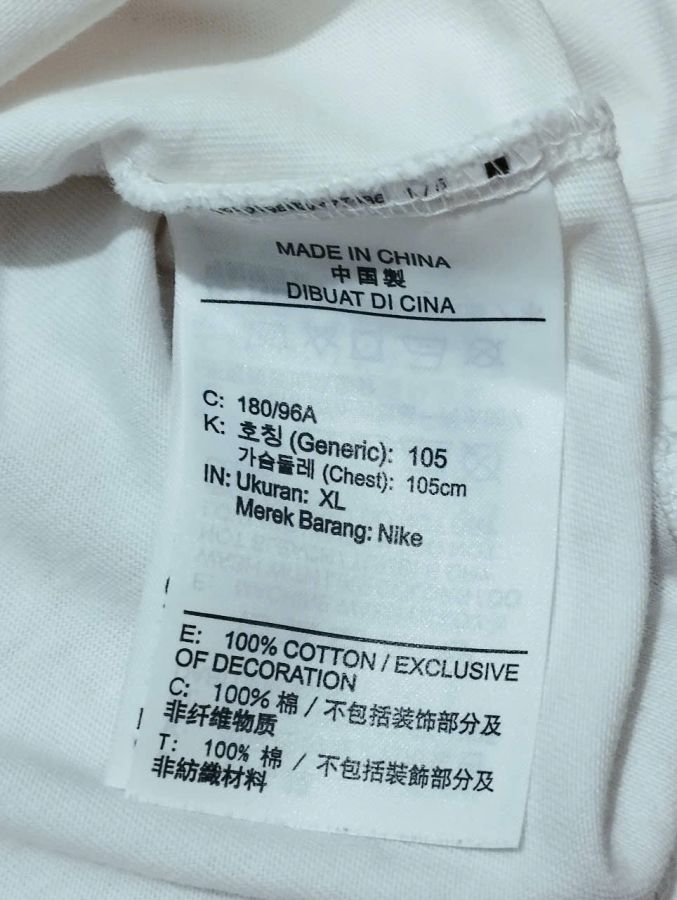 MADE IN CHINA
中国製
DIBUAT DI CINA
C: 180/96A
K: 호칭 (Generic): 105
가슴둘레 (Chest): 105cm
IN: Ukuran: XL
Merek Barang: Nike
E: 100% COTTON / EXCLUSIVE
OF DECORATION
C: 100% 棉 / 不包括装饰部分及
非纤维物质
T: 100% 棉 / 不包括裝飾部分及
非紡織材料